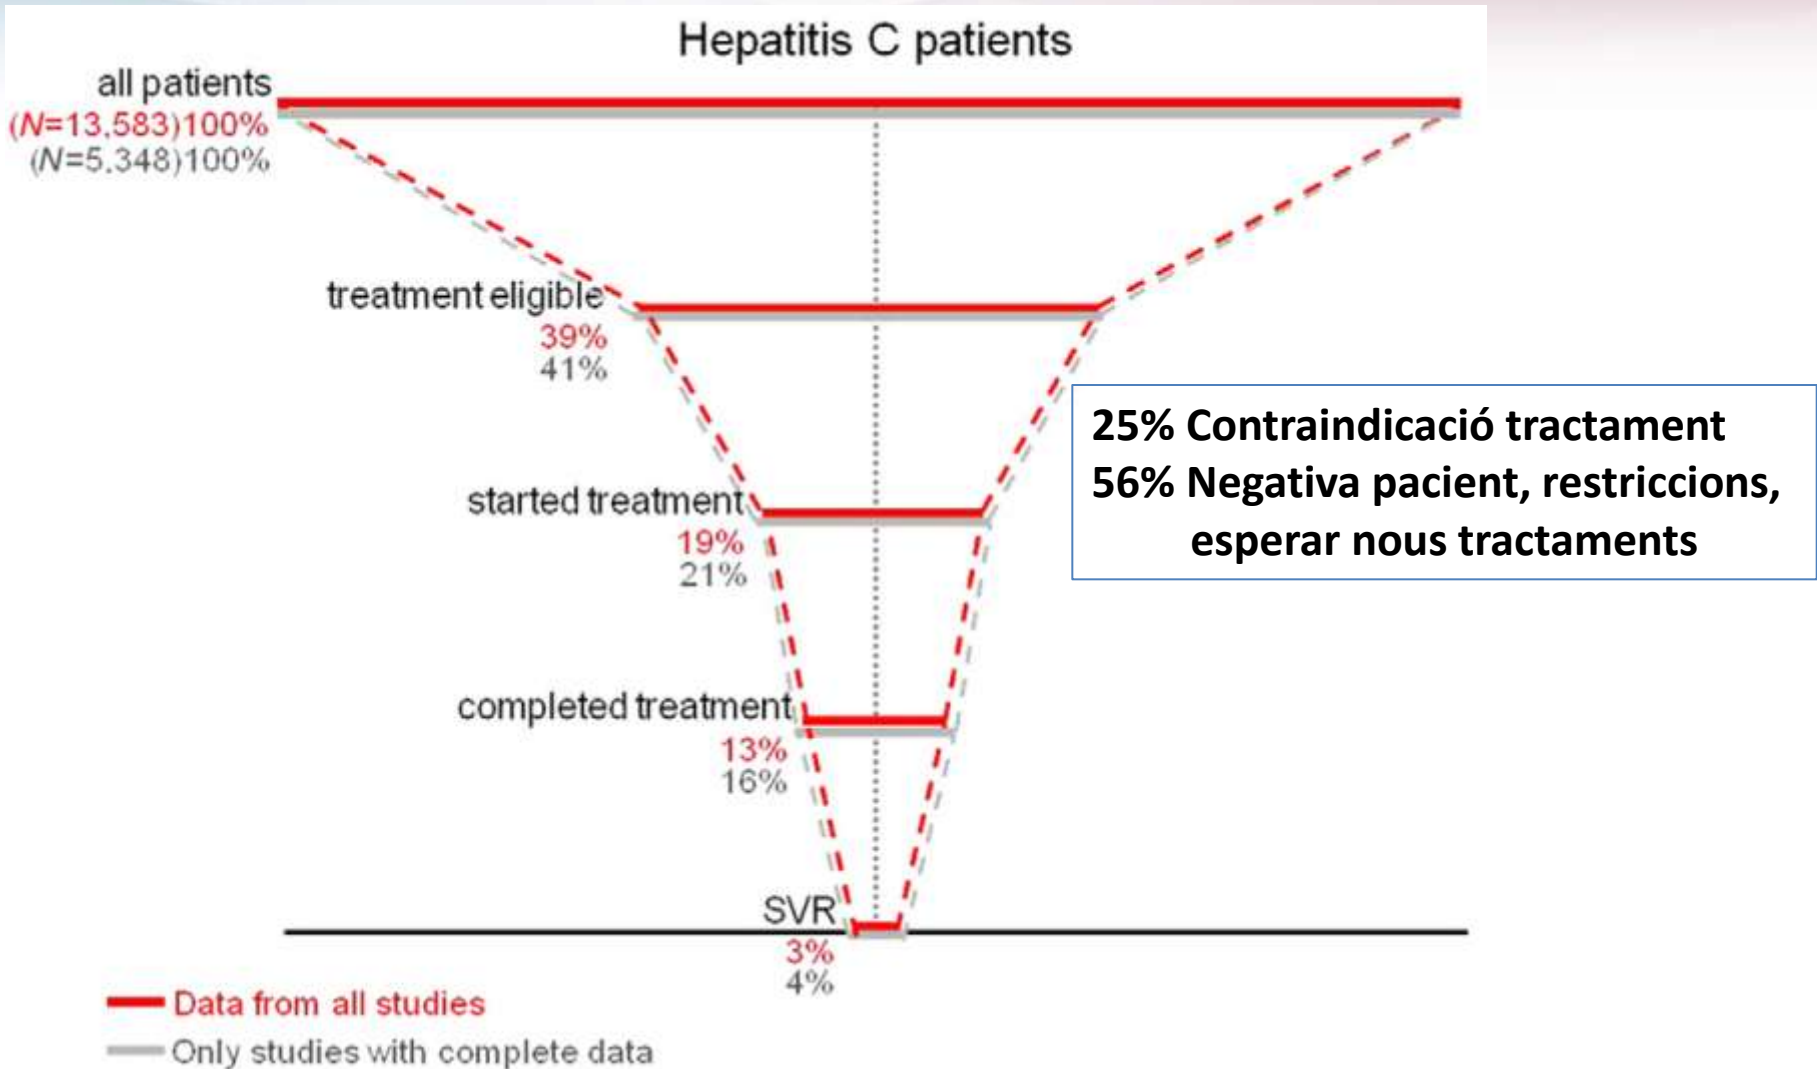 Hepatitis C patients
all patients
(N=13,583)100%
(N=5,348)100%
treatment eligible
39%
41%
25% Contraindicació tractament
56% Negativa pacient, restriccions,
esperar nous tractaments
started treatment
19%
21%
completed treatment
13%
16%
SVR
3%
4%
Data from all studies
Only studies with complete data